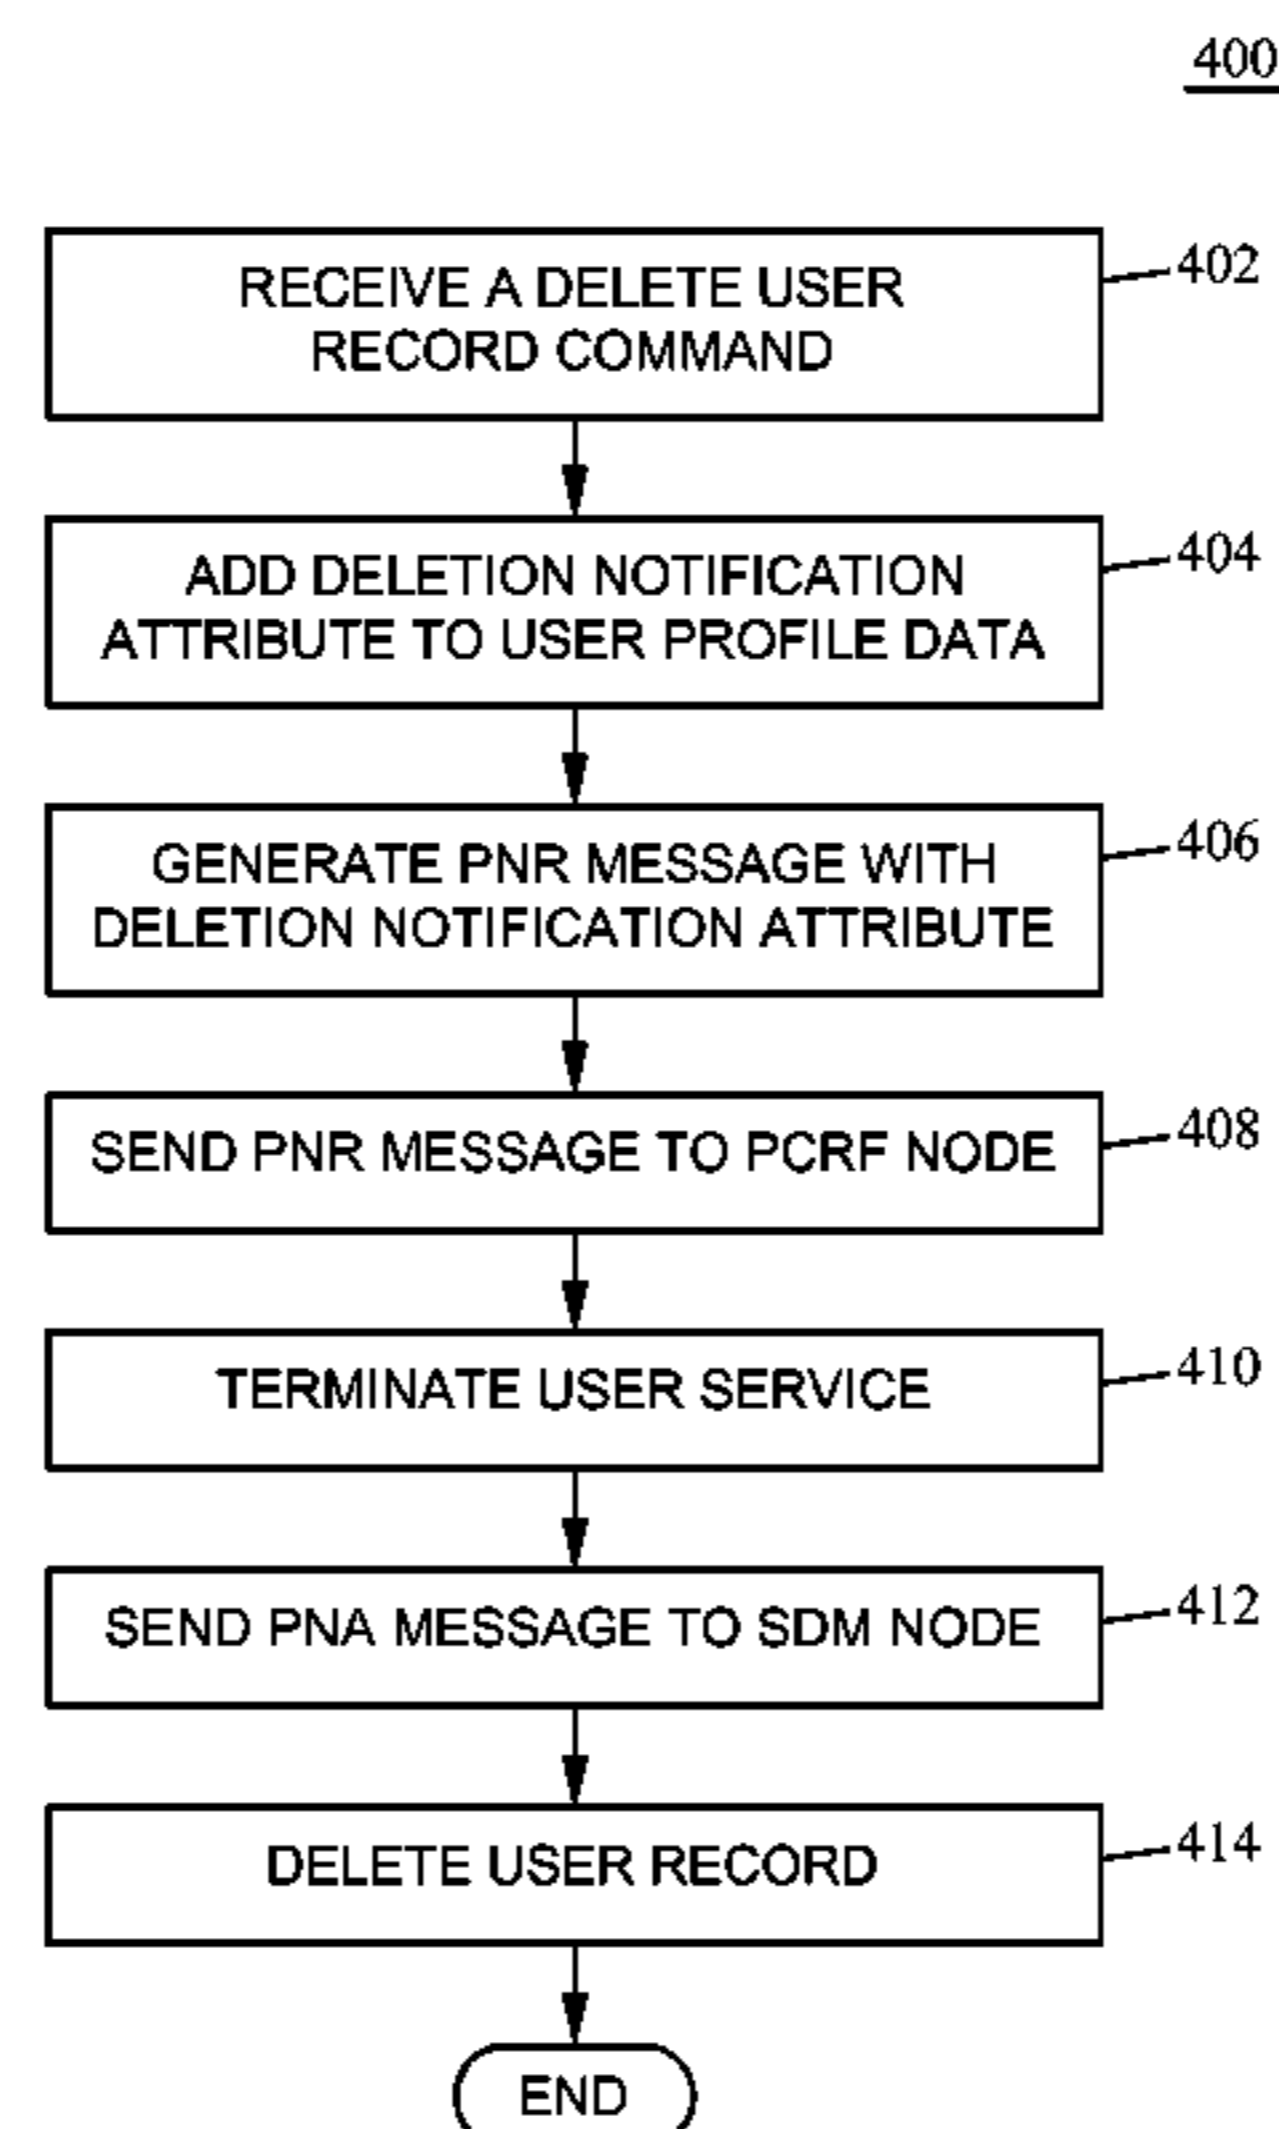 400
RECEIVE A DELETE USER
RECORD COMMAND
402
ADD DELETION NOTIFICATION
ATTRIBUTE TO USER PROFILE DATA
404
GENERATE PNR MESSAGE WITH
DELETION NOTIFICATION ATTRIBUTE
406
SEND PNR MESSAGE TO PCRF NODE
408
TERMINATE USER SERVICE
410
SEND PNA MESSAGE TO SDM NODE
412
DELETE USER RECORD
414
END